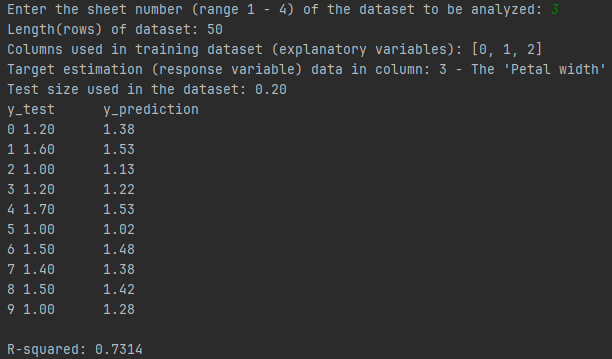 Enter the sheet number (range 1 - 4) of the dataset to be analyzed: 3
Length(rows) of dataset: 50
Columns used in training dataset (explanatory variables): [0, 1, 2]
Target estimation (response variable) data in column: 3 - The 'Petal width'
Test size used in the dataset: 0.20
y_test y_prediction
0 1.20 1.38
1 1.60 1.53
2 1.00 1.13
3 1.20 1.22
4 1.70 1.53
5 1.00 1.02
6 1.50 1.48
7 1.40 1.38
8 1.50 1.42
9 1.00 1.28
R-squared: 0.7314